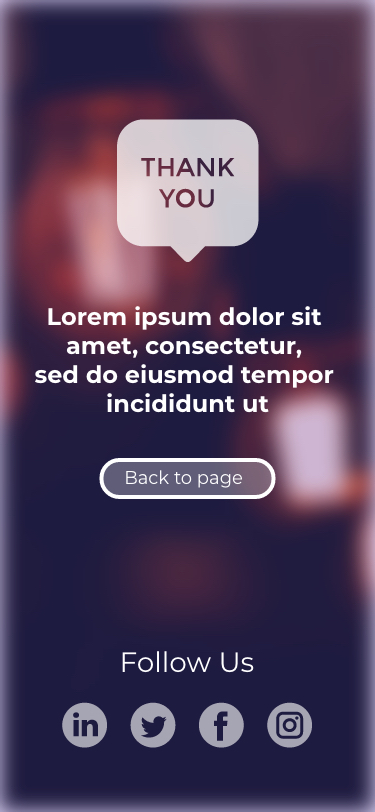 THANK
YOU
Lorem ipsum dolor sit
amet, consectetur,
sed do eiusmod tempor
incididunt ut
Back to page
Follow Us
in
f